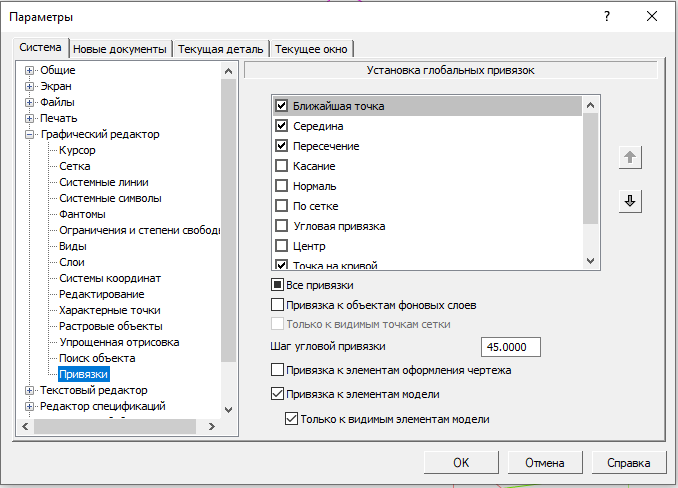 Параметры
?
Система
Новые документы
Текущая деталь
Текущее окно
Общие
Экран
Файлы
Печать
Графический редактор
Курсор
Сетка
Системные линии
Системные символы
Фантомы
Ограничения и степени свободы
Виды
Слои
Системы координат
Редактирование
Характерные точки
Растровые объекты
Упрощенная отрисовка
Поиск объекта
Привязки
Текстовый редактор
Редактор спецификаций
Установка глобальных привязок
Ближайшая точка
Середина
Пересечение
Касание
Нормаль
По сетке
Угловая привязка
Центр
Точка на кривой
Все привязки
Привязка к объектам фоновых слоев
Только к видимым точкам сетки
Шаг угловой привязки 45.0000
Привязка к элементам оформления чертежа
Привязка к элементам модели
Только к видимым элементам модели
OK
Отмена
Справка